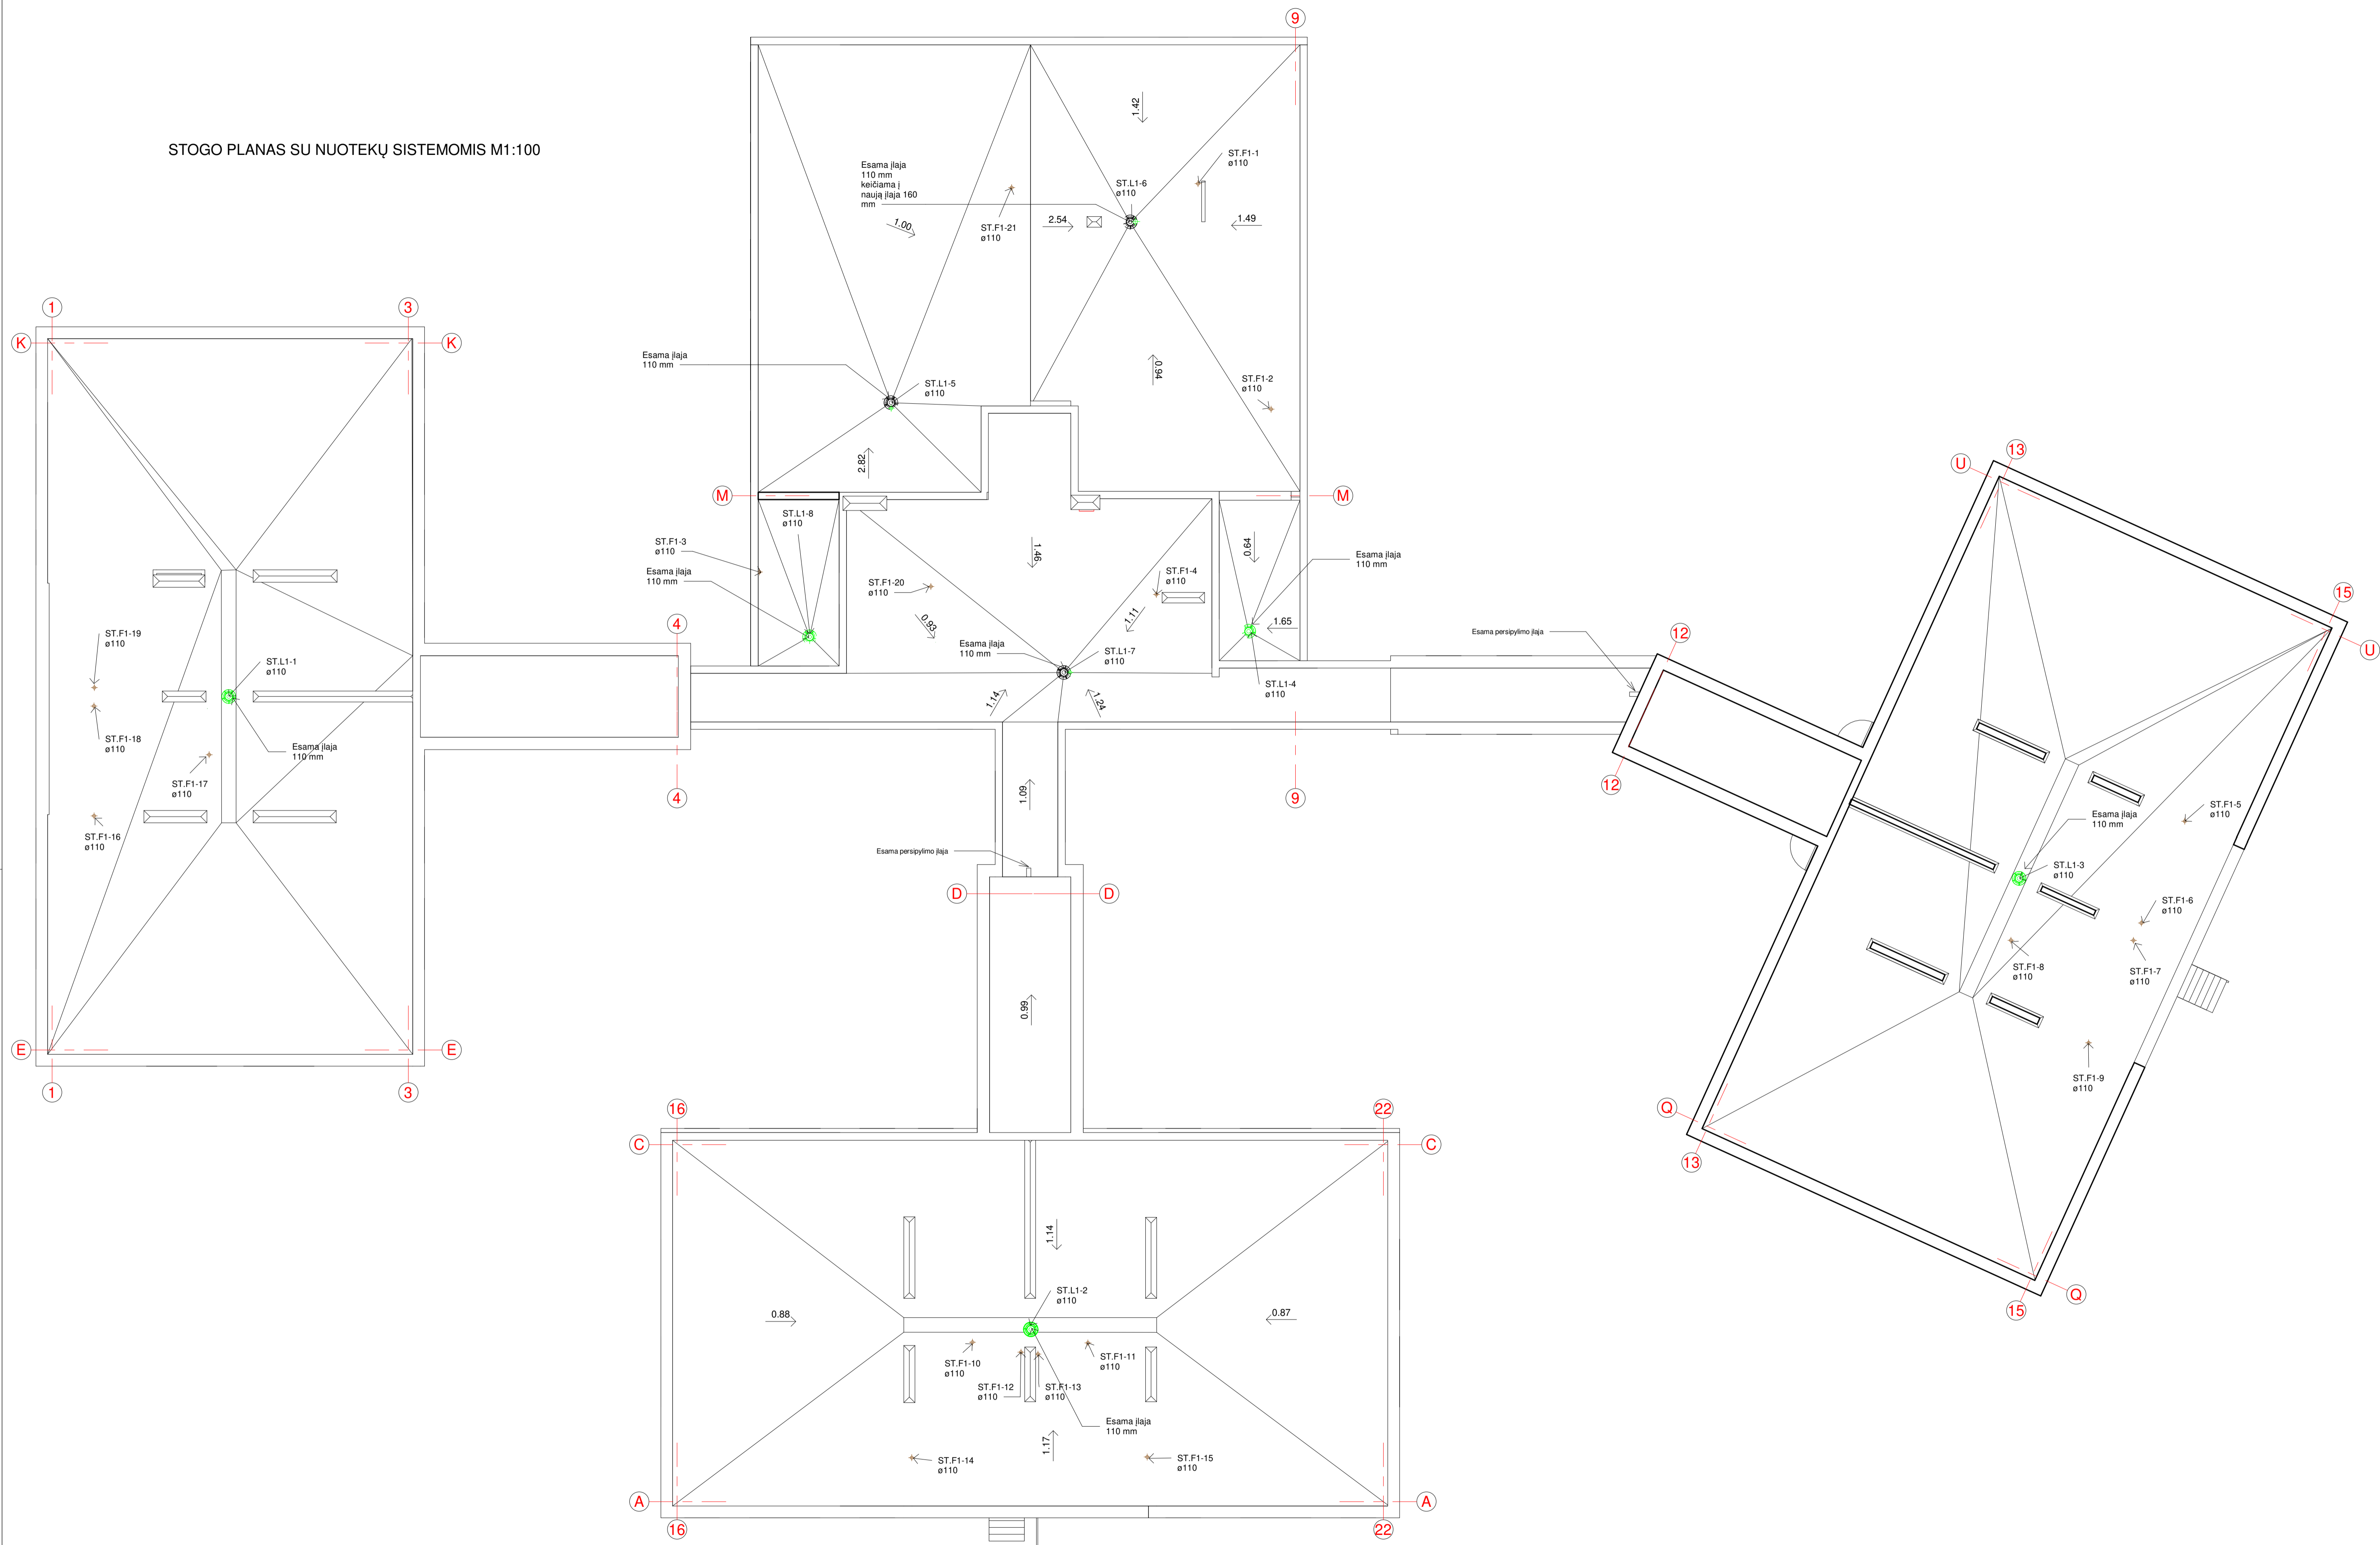 STOGO PLANAS SU NUOTEKŲ SISTEMOMIS M1:100
9
1.42
ST.F1-1
ø110
Esama įlaja
110 mm
keičiama į
naują įlaja 160
mm
ST.L1-6
ø110
1.00
ST.F1-21
ø110
2.54
1.49
1
3
K
K
Esama įlaja
110 mm
0.94
ST.L1-5
ø110
ST.F1-2
ø110
2.82
M
M
ST.L1-8
ø110
ST.F1-3
ø110
Esama įlaja
110 mm
1.46
0.64
Esama įlaja
110 mm
ST.F1-20
ø110
ST.F1-4
ø110
0.93
1.11
1.65
Esama įlaja
110 mm
ST.L1-7
ø110
ST.L1-4
ø110
1.14
1.24
4
4
9
Esama persipylimo įlaja
12
12
ST.F1-19
ø110
ST.L1-1
ø110
ST.F1-18
ø110
Esama įlaja
110 mm
ST.F1-17
ø110
ST.F1-16
ø110
1.09
Esama persipylimo įlaja
D
D
0.99
E
E
1
3
U
13
15
U
ST.F1-5
ø110
Esama įlaja
110 mm
ST.L1-3
ø110
ST.F1-6
ø110
ST.F1-8
ø110
ST.F1-7
ø110
ST.F1-9
ø110
Q
13
Q
15
16
22
C
C
1.14
ST.L1-2
ø110
0.88
0.87
ST.F1-10
ø110
ST.F1-11
ø110
ST.F1-12
ø110
ST.F1-13
ø110
Esama įlaja
110 mm
1.17
ST.F1-14
ø110
ST.F1-15
ø110
A
A
16
22